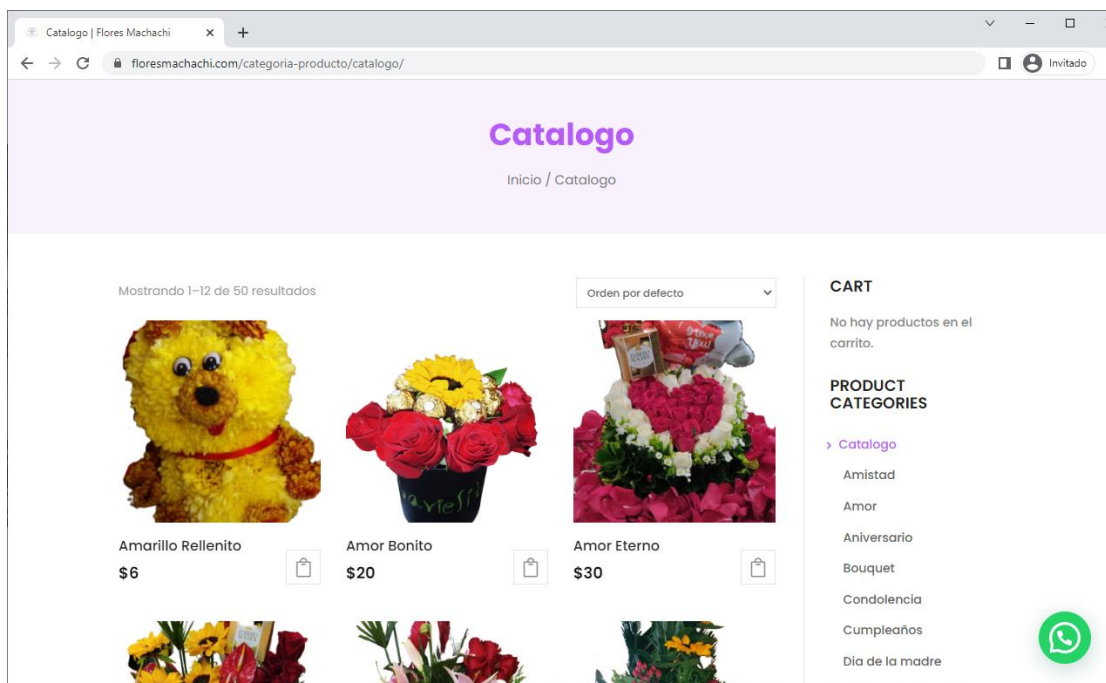 Catalogo | Flores Machachi
floresmachachi.com/categoria-producto/catalogo/
Invitado
Catalogo
Inicio / Catalogo
Mostrando 1–12 de 50 resultados
Orden por defecto
Amarillo Rellenito
$6
Amor Bonito
$20
Amor Eterno
$30
CART
No hay productos en el
carrito.
PRODUCT
CATEGORIES
Catalogo
Amistad
Amor
Aniversario
Bouquet
Condolencia
Cumpleaños
Dia de la madre